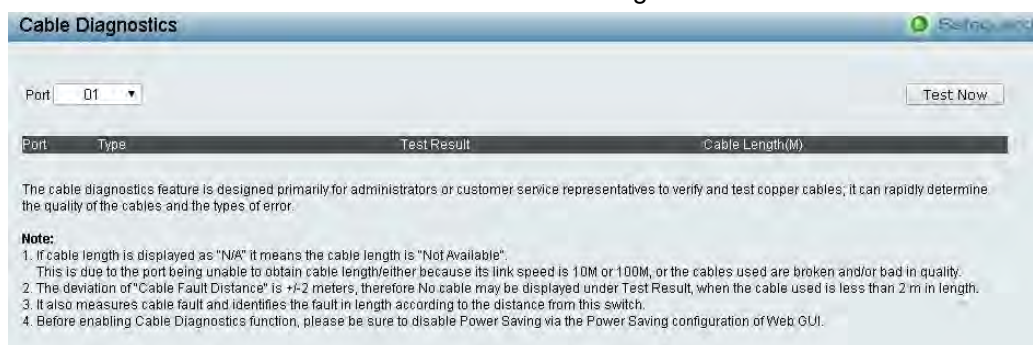 Cable Diagnostics
Safeguard
Port 01
Test Now
Port Type Test Result Cable Length(M)
The cable diagnostics feature is designed primarily for administrators or customer service representatives to verify and test copper cables; it can rapidly determine
the quality of the cables and the types of error.
Note:
1. If cable length is displayed as "N/A" it means the cable length is "Not Available".
This is due to the port being unable to obtain cable length/either because its link speed is 10M or 100M, or the cables used are broken and/or bad in quality.
2. The deviation of "Cable Fault Distance" is +/-2 meters, therefore No cable may be displayed under Test Result, when the cable used is less than 2 m in length.
3. It also measures cable fault and identifies the fault in length according to the distance from this switch.
4. Before enabling Cable Diagnostics function, please be sure to disable Power Saving via the Power Saving configuration of Web GUI.